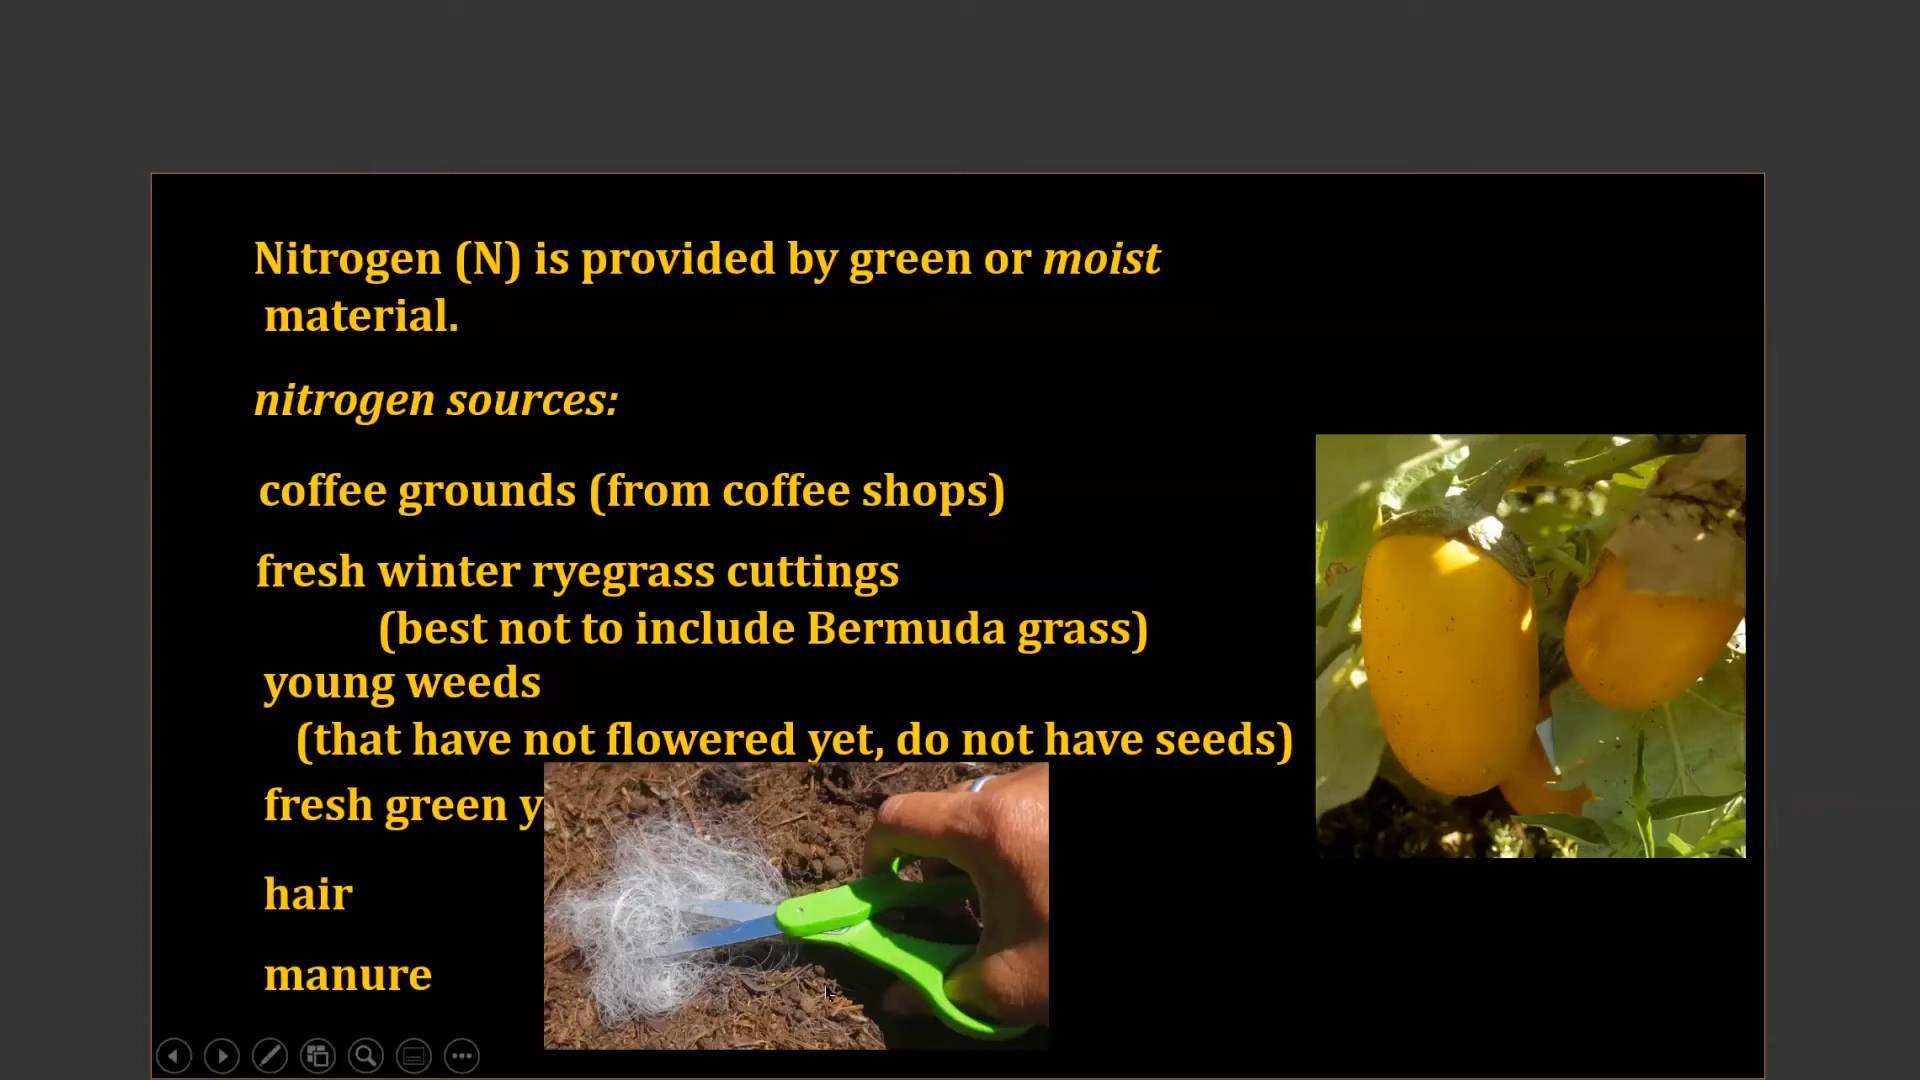 Nitrogen (N) is provided by green or moist
material.
nitrogen sources:
coffee grounds (from coffee shops)
fresh winter ryegrass cuttings
(best not to include Bermuda grass)
young weeds
(that have not flowered yet, do not have seeds)
fresh green
hair
manure